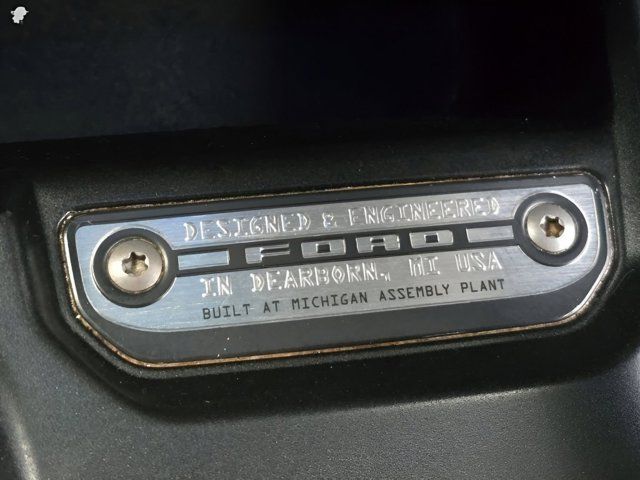 DESIGNED & ENGINEERED
FORD
IN DEARBORN, MI USA
BUILT AT MICHIGAN ASSEMBLY PLANT